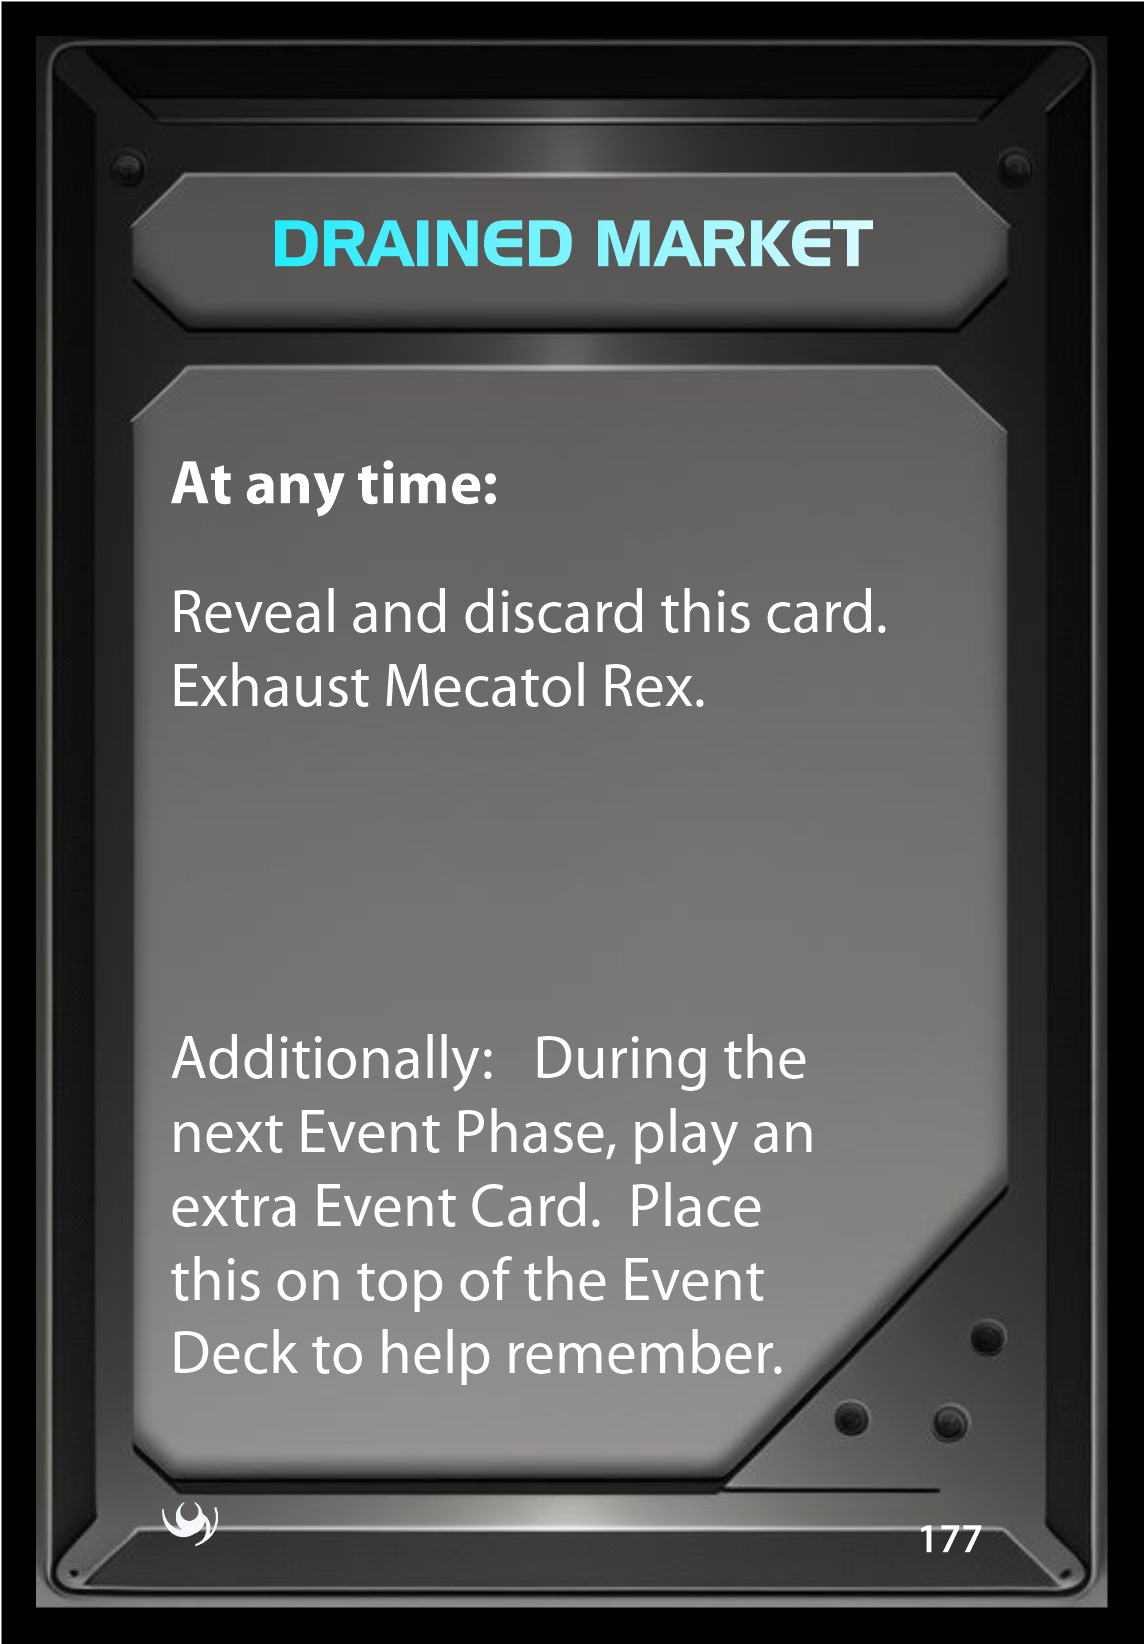 DRAINED MARKET
At any time:
Reveal and discard this card.
Exhaust Mecatol Rex.
Additionally:   During the
next Event Phase, play an
extra Event Card.  Place
this on top of the Event
Deck to help remember.
177